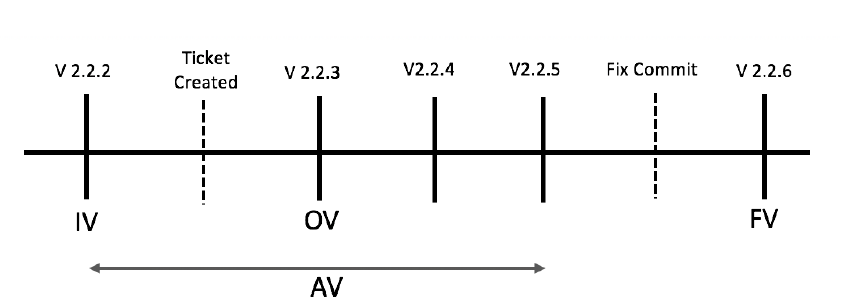 V 2.2.2
Ticket
Created
V 2.2.3
V2.2.4
V2.2.5
Fix Commit
V 2.2.6
IV
OV
FV
AV